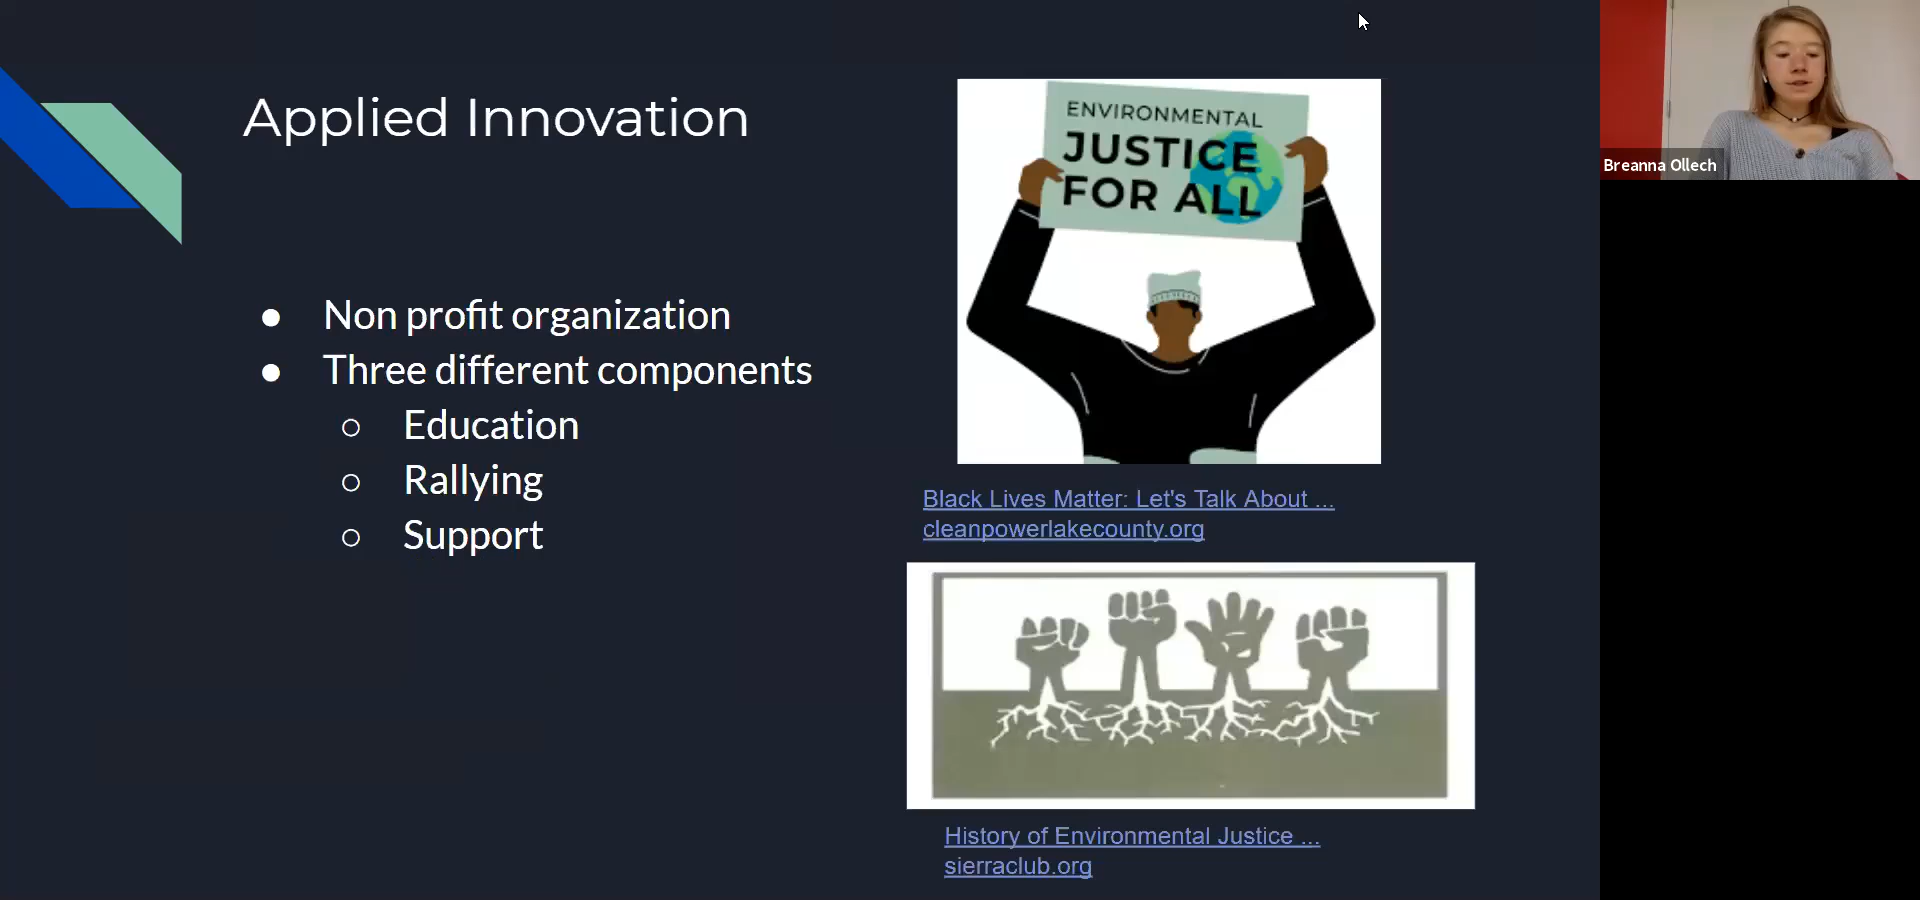 Applied Innovation
● Non profit organization
● Three different components
○ Education
○ Rallying
○ Support
ENVIRONMENTAL
JUSTICE
FOR ALL
Black Lives Matter: Let's Talk About ...
cleanpowerlakecounty.org
History of Environmental Justice ...
sierraclub.org
Breanna Ollech